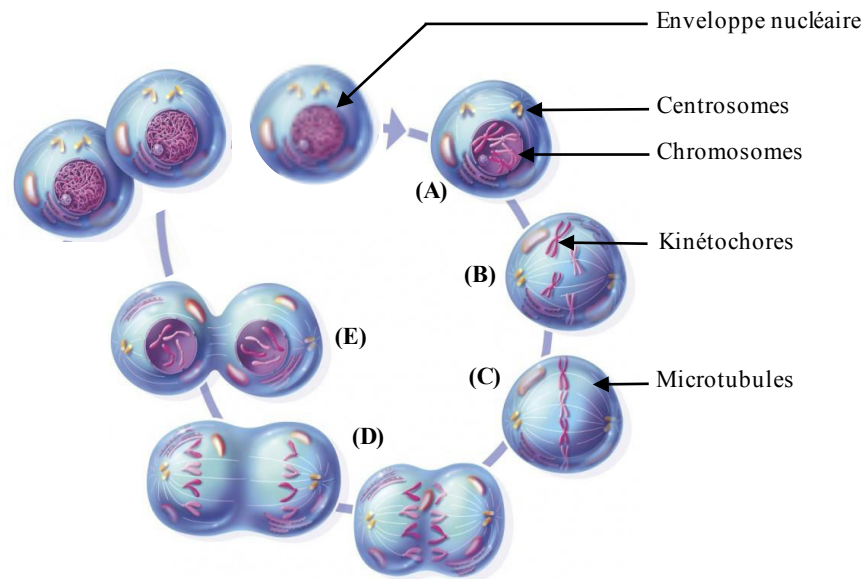 Enveloppe nucléaire
Centrosomes
Chromosomes
(A)
Kinétochores
(B)
(E)
(C)
Microtubules
(D)